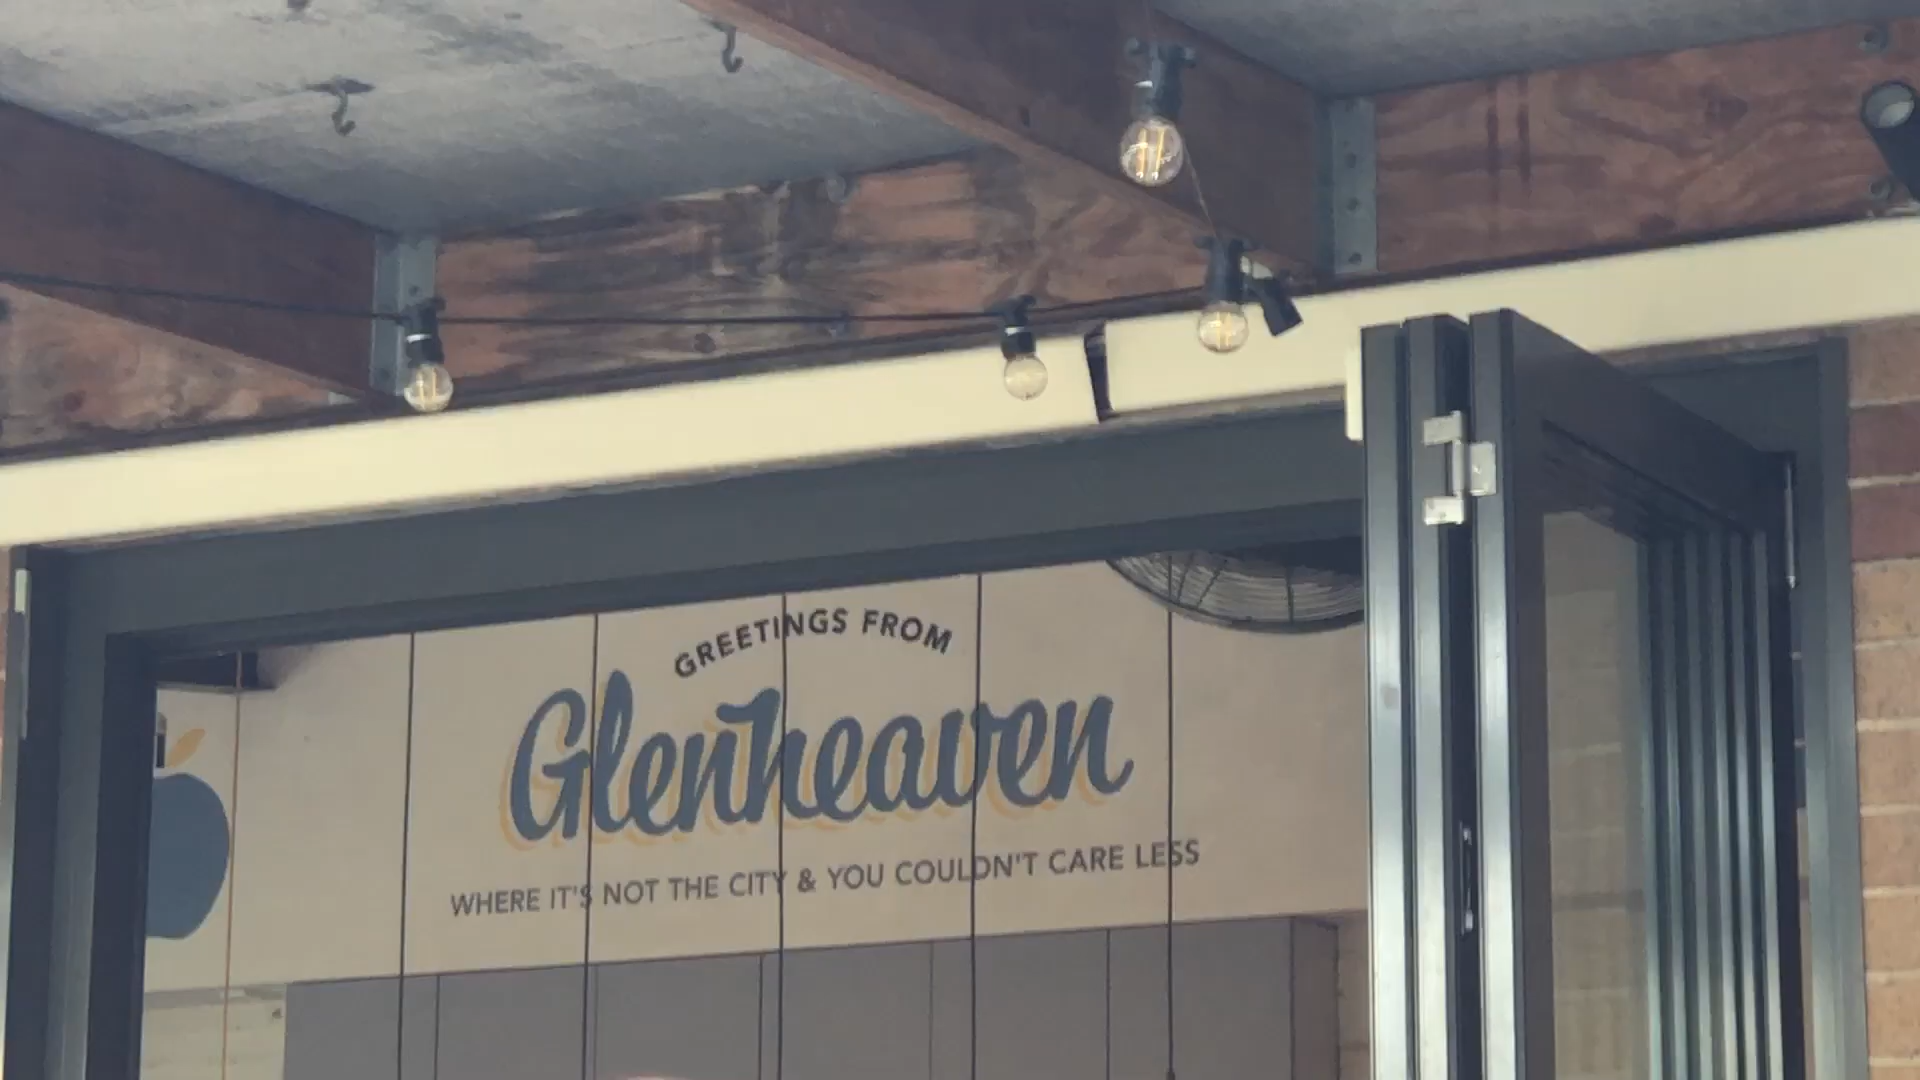 GREETINGS FROM
Glenheaven
WHERE IT'S NOT THE CITY & YOU COULDN'T CARE LESS